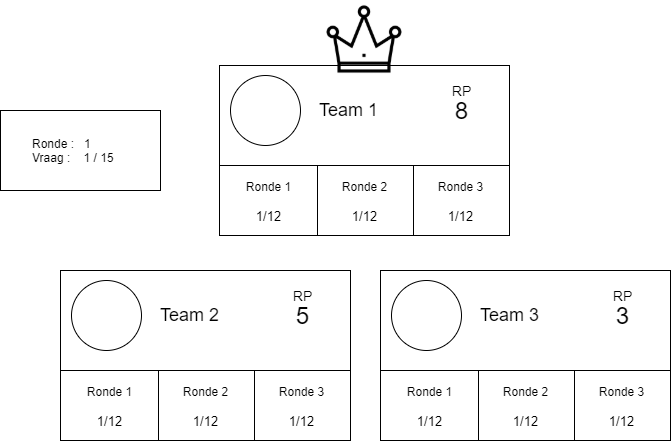 RP
Team 1
8
Ronde : 1
Vraag : 1 / 15
Ronde 1 Ronde 2 Ronde 3
1/12 1/12 1/12
RP RP
Team 2 5 Team 3 3
Ronde 1 Ronde 2 Ronde 3 Ronde 1 Ronde 2 Ronde 3
1/12 1/12 1/12 1/12 1/12 1/12